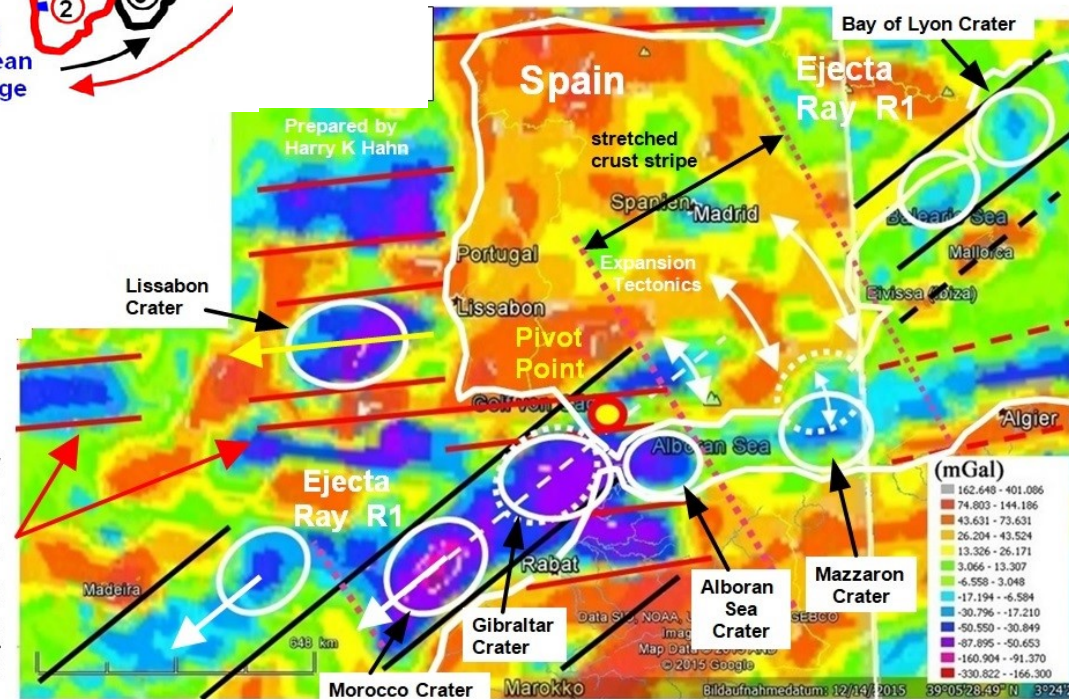 2
ean
ge
Prepared by
Harry K Hahn
Spain
Ejecta
Ray R1
Bay of Lyon Crater
stretched
crust stripe
Spanien
Madrid
Balearic Sea
Mallorca
Eivissa (Ibiza)
Portugal
Expansion
Tectonics
Lissabon
Crater
Lissabon
Pivot
Point
Alboran Sea
Algier
(mGal)
162.648 - 401.086
74.803 - 144.186
43.631 - 73.631
26.204 - 43.524
13.326 - 26.171
3.066 - 13.307
-6.558 - 3.048
-17.194 - -6.584
-30.796 - -17.210
-50.550 - -30.849
-87.895 - -50.653
-160.904 - -91.370
-330.822 - -166.300
Ejecta
Ray R1
Madeira
Rabat
648 km
Gibraltar
Crater
Alboran
Sea
Crater
Mazzaron
Crater
Morocco Crater
Marokko
© 2015 Google
Bildaufnahmedatum: 12/14/2015 39°05'28.49"